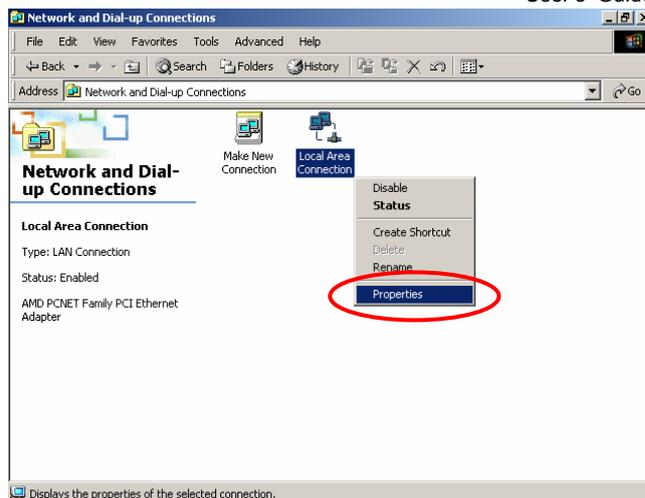 Network and Dial-up Connections
File Edit View Favorites Tools Advanced Help
Back Search Folders History
Address Network and Dial-up Connections Go
Network and Dial-
up Connections
Local Area Connection
Type: LAN Connection
Status: Enabled
AMD PCNET Family PCI Ethernet
Adapter
Make New
Connection
Local Area
Connection
Disable
Status
Create Shortcut
Delete
Rename
Properties
Displays the properties of the selected connection.